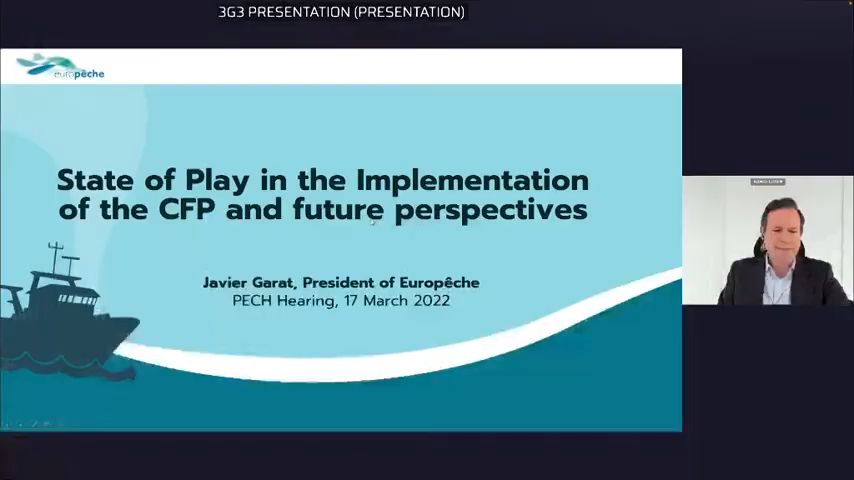 3G3 PRESENTATION (PRESENTATION)
europêche
State of Play in the Implementation
of the CFP and future perspectives
Javier Garat, President of Europêche
PECH Hearing, 17 March 2022